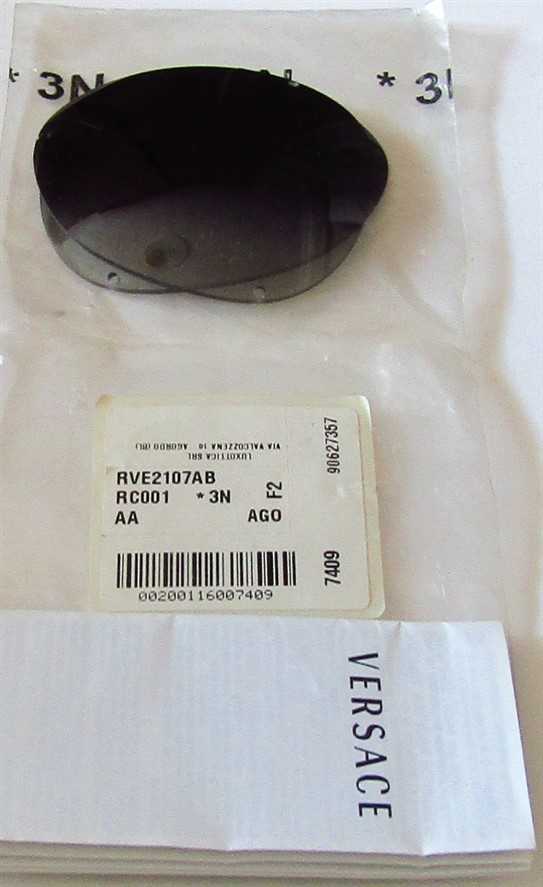 * 3N AL * 3
LUXOTTICA SRL
VIA VALCOZZENA 10 AGORDO (BL)
RVE2107AB
RC001 * 3N F2
AA AGO
90627357
7409
00200116007409
VERSACE